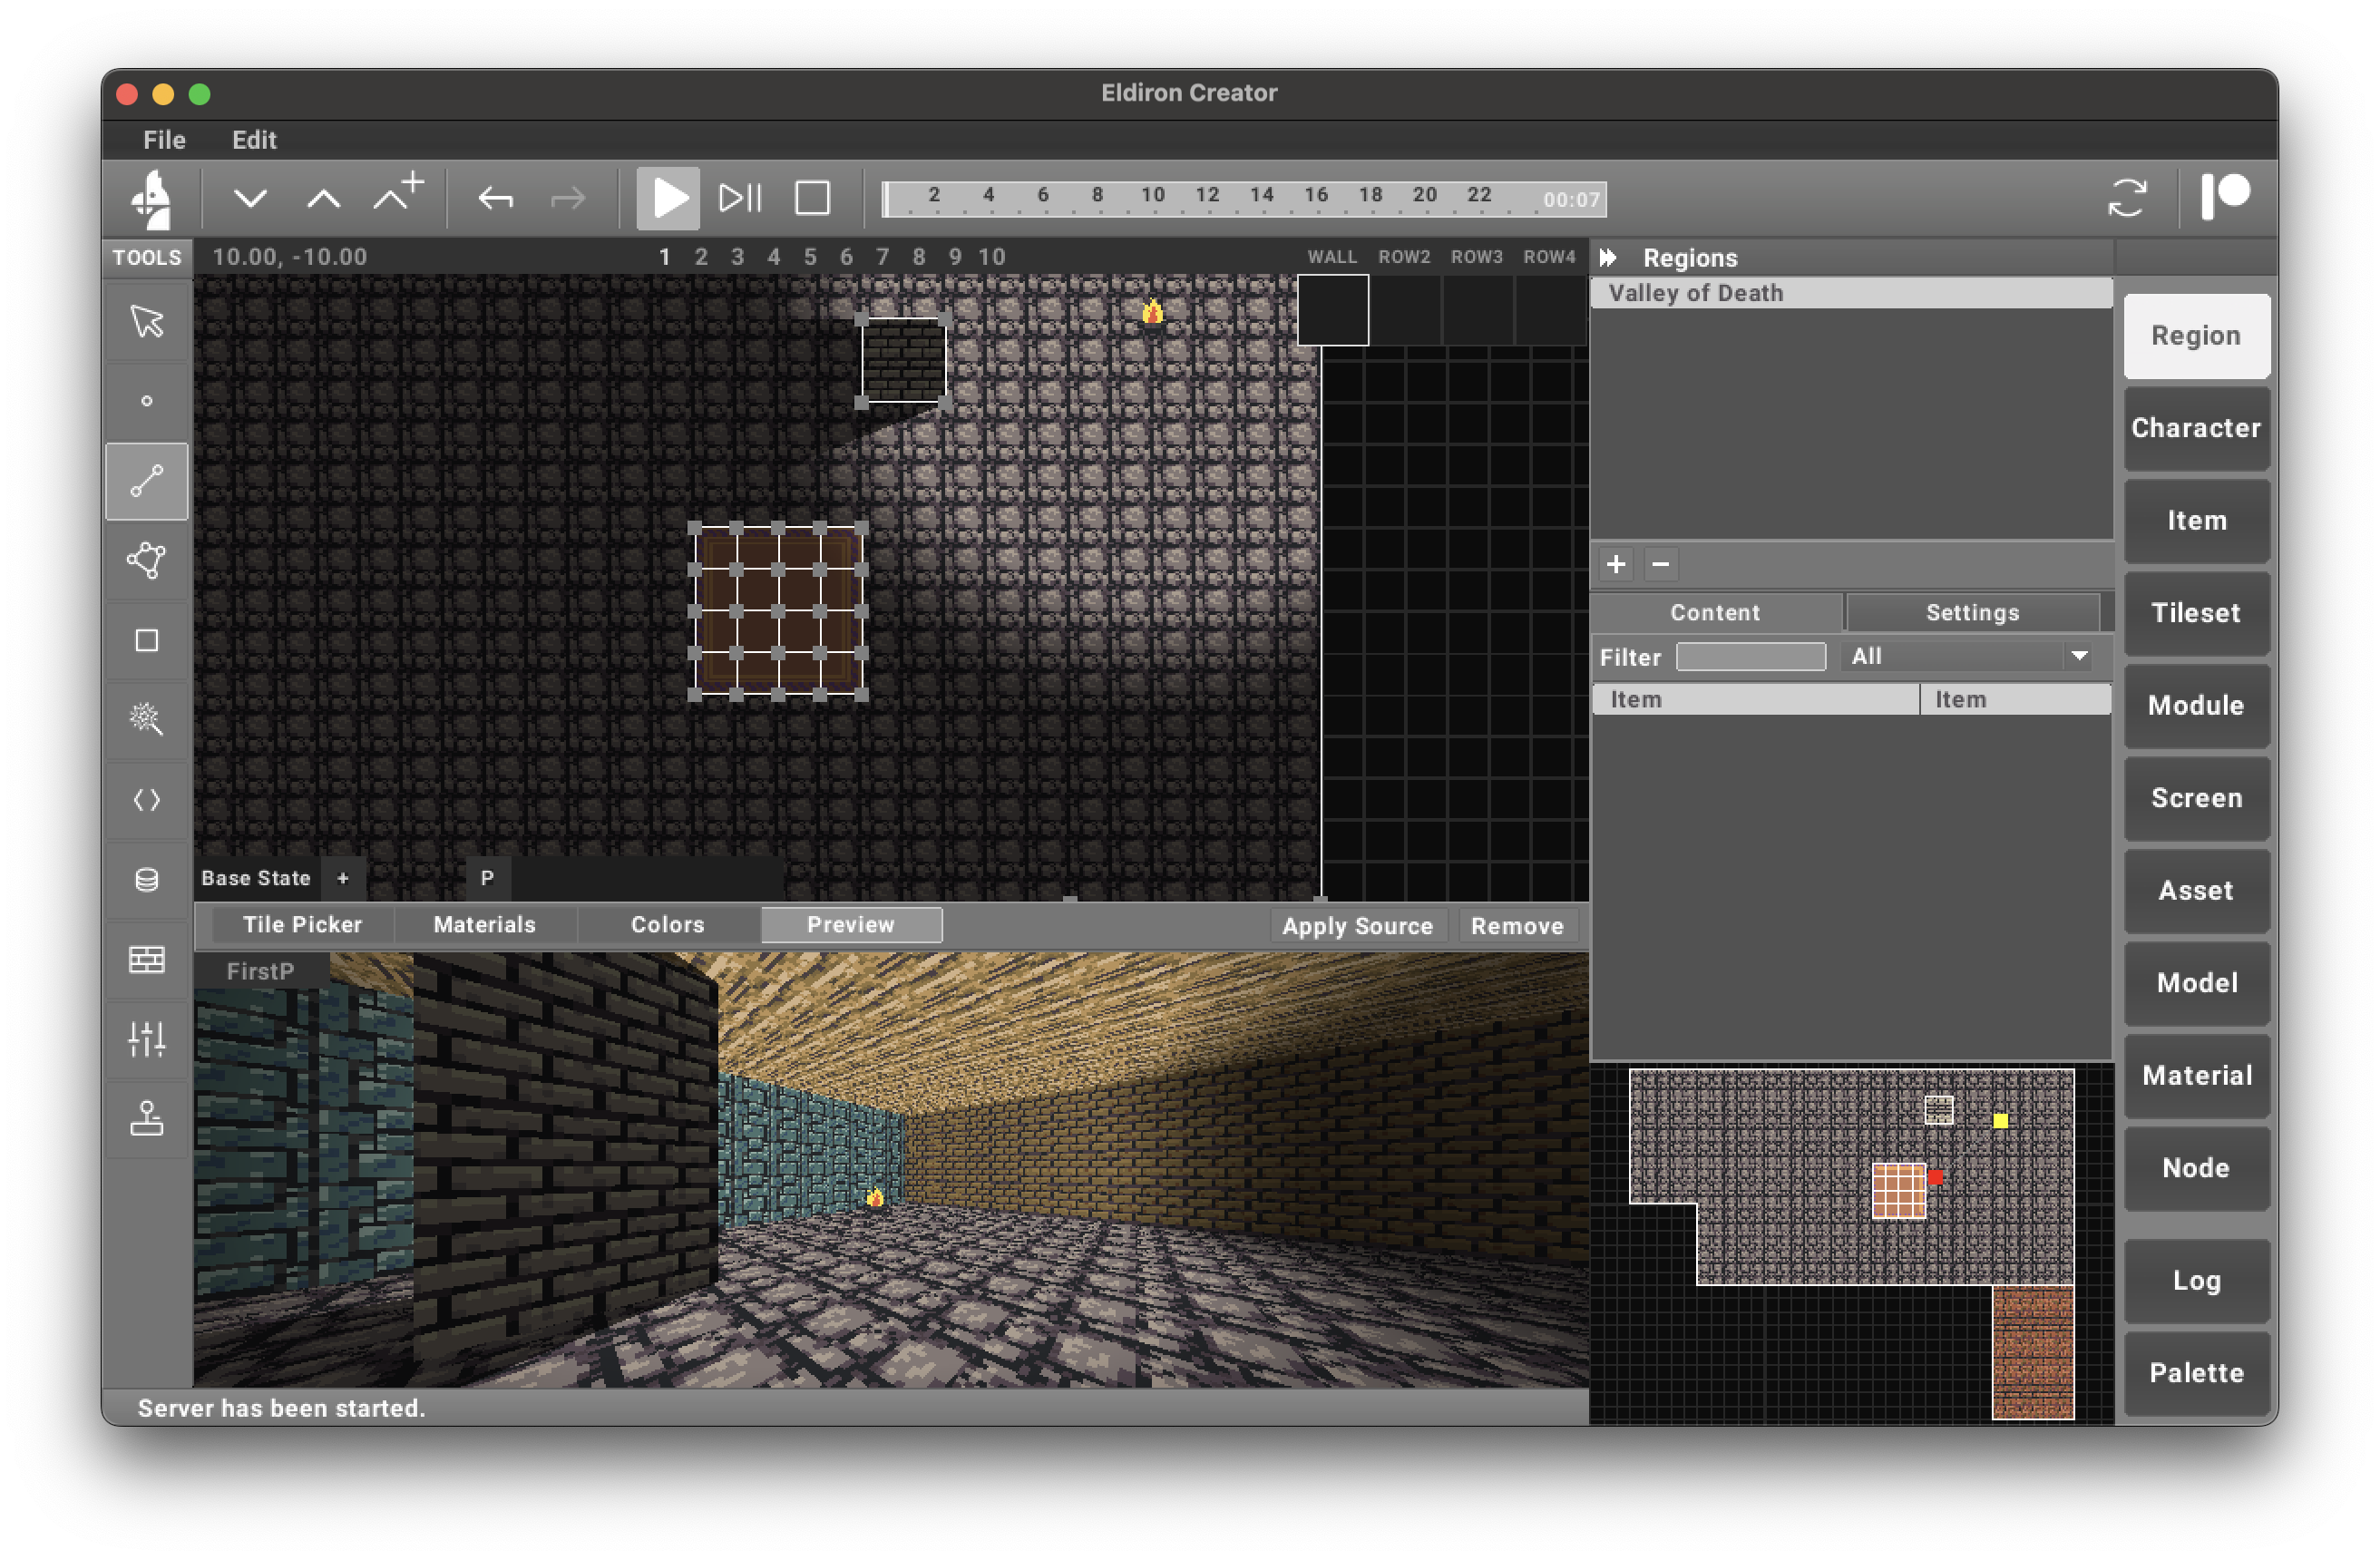 Eldiron Creator
File Edit
2 4 6 8 10 12 14 16 18 20 22 00:07
TOOLS 10.00, -10.00 1 2 3 4 5 6 7 8 9 10 WALL ROW2 ROW3 ROW4
Regions
Valley of Death
Content Settings
Filter All
Item Item
Region
Character
Item
Tileset
Module
Screen
Asset
Model
Material
Node
Log
Palette
Base State + P
Tile Picker Materials Colors Preview Apply Source Remove
FirstP
Server has been started.